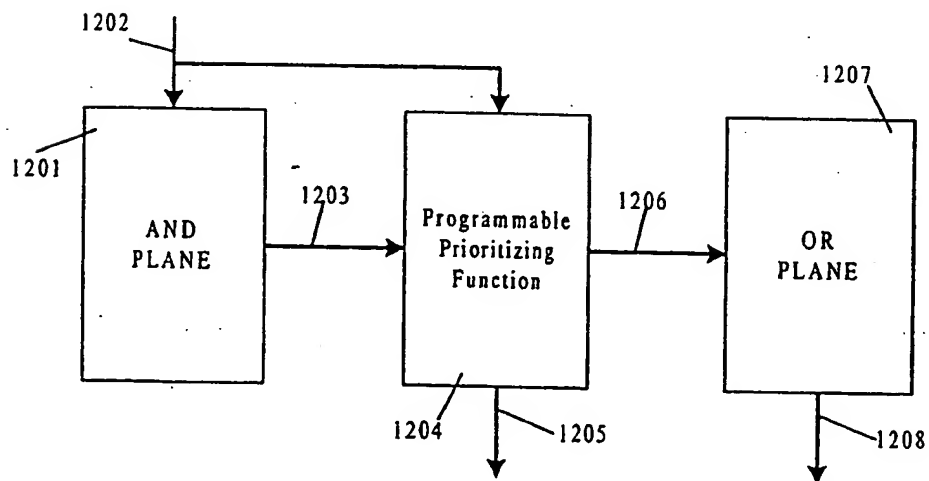 1202
1207
1201
1203
1206
AND
PLANE
Programmable
Prioritizing
Function
OR
PLANE
1204
1205
1208